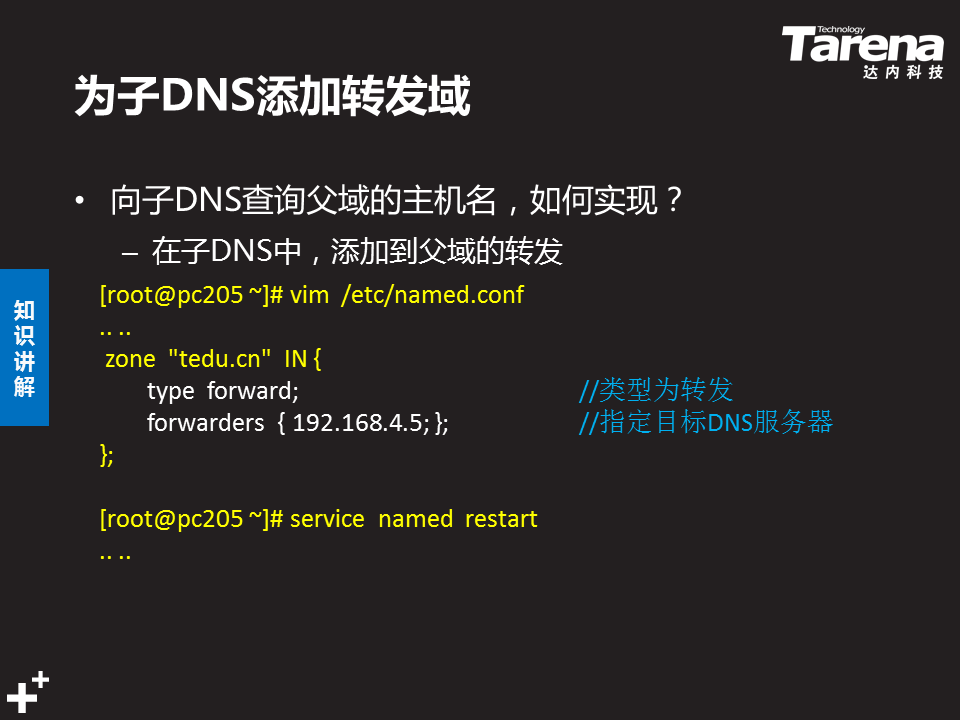 Technology
Tarena
达内科技
为子DNS添加转发域
• 向子DNS查询父域的主机名，如何实现？
– 在子DNS中，添加到父域的转发
知识讲解
[root@pc205 ~]# vim /etc/named.conf
.. ..
zone "tedu.cn" IN {
type forward; //类型为转发
forwarders { 192.168.4.5; }; //指定目标DNS服务器
};
[root@pc205 ~]# service named restart
.. ..